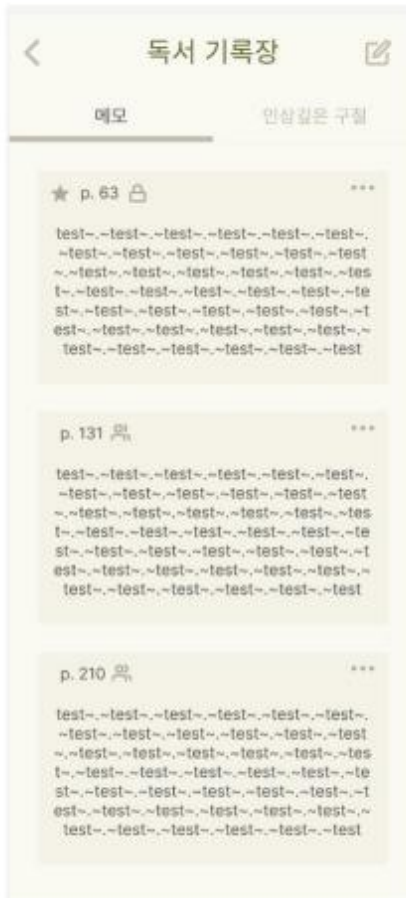 독서 기록장
메모 인상깊은 구절
p. 63
test~.~test~.~test~.~test~.~test~.~test~.
~test~.~test~.~test~.~test~.~test~.~test
~.~test~.~test~.~test~.~test~.~test~.~tes
t~.~test~.~test~.~test~.~test~.~test~.~te
st~.~test~.~test~.~test~.~test~.~test~.~t
est~.~test~.~test~.~test~.~test~.~test~.~
test~.~test~.~test~.~test~.~test~.~test
p. 131
test~.~test~.~test~.~test~.~test~.~test~.
~test~.~test~.~test~.~test~.~test~.~test
~.~test~.~test~.~test~.~test~.~test~.~tes
t~.~test~.~test~.~test~.~test~.~test~.~te
st~.~test~.~test~.~test~.~test~.~test~.~t
est~.~test~.~test~.~test~.~test~.~test~.~
test~.~test~.~test~.~test~.~test~.~test
p. 210
test~.~test~.~test~.~test~.~test~.~test~.
~test~.~test~.~test~.~test~.~test~.~test
~.~test~.~test~.~test~.~test~.~test~.~tes
t~.~test~.~test~.~test~.~test~.~test~.~te
st~.~test~.~test~.~test~.~test~.~test~.~t
est~.~test~.~test~.~test~.~test~.~test~.~
test~.~test~.~test~.~test~.~test~.~test